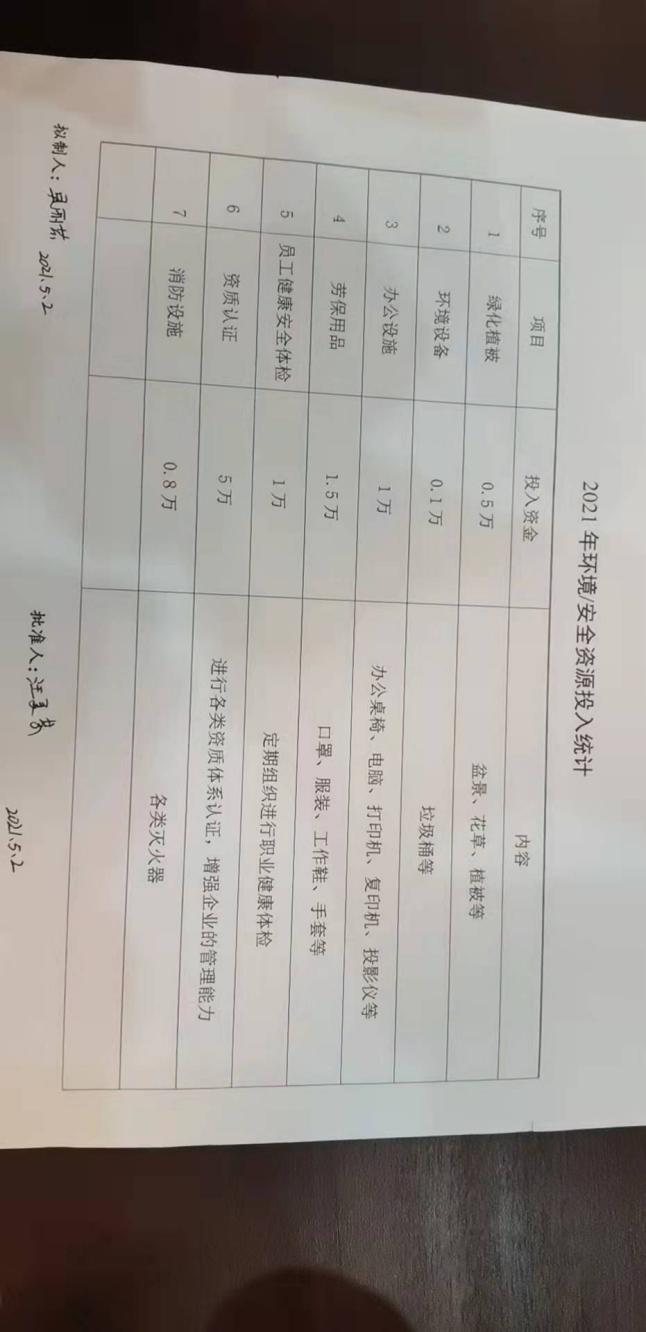 2021年环境/安全资源投入统计
序号 项目 投入资金 内容
1 绿化植被 0.5万 盆景、花草、植被等
2 环境设备 0.1万 垃圾桶等
3 办公设施 1万 办公桌椅、电脑、打印机、复印机、投影仪等
4 劳保用品 1.5万 口罩、服装、工作鞋、手套等
5 员工健康安全体检 1万 定期组织进行职业健康体检
6 资质认证 5万 进行各类资质体系认证，增强企业的管理能力
7 消防设施 0.8万 各类灭火器
拟制人： 2021.5.2 批准人： 2021.5.2